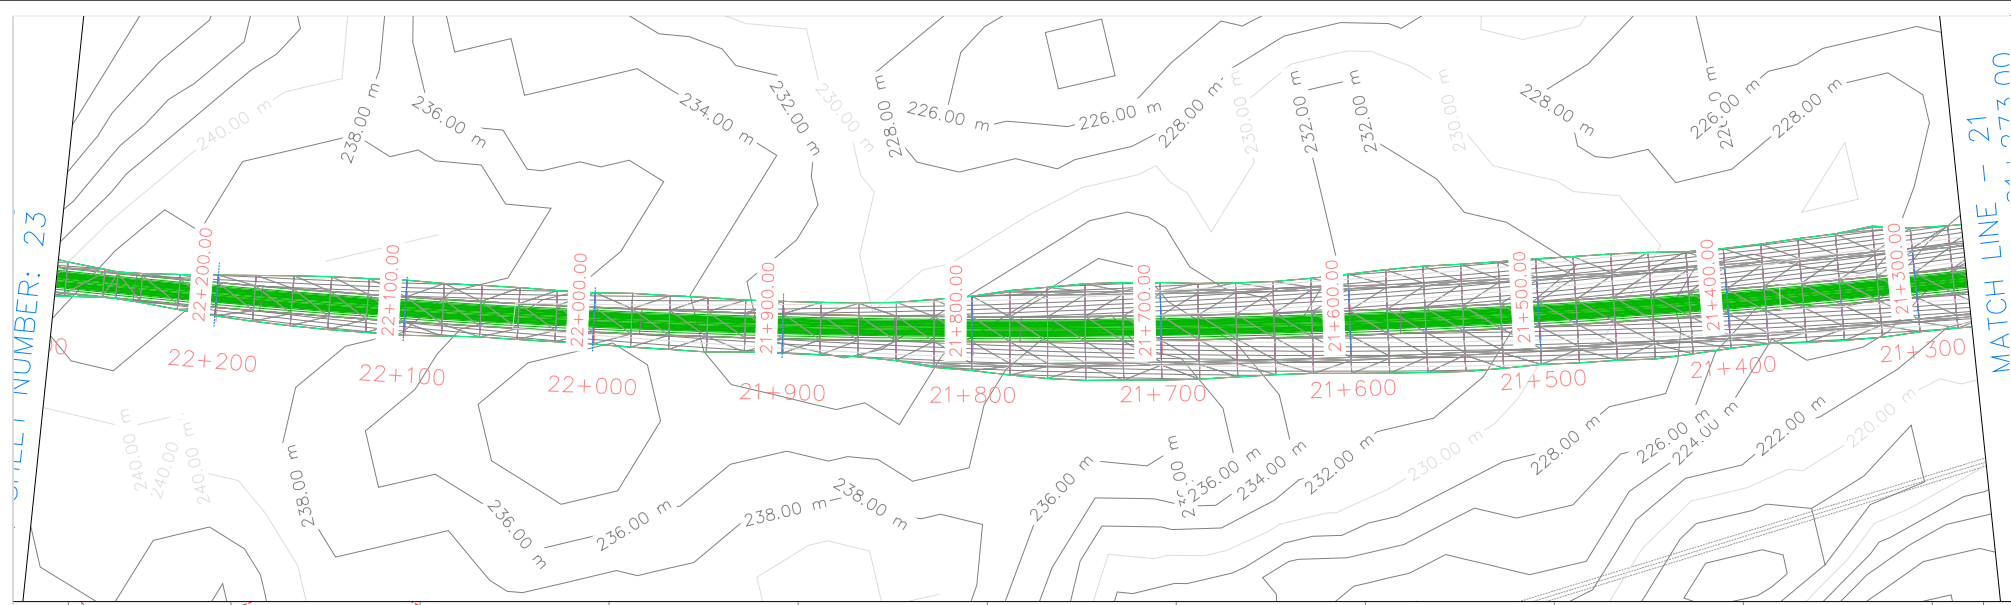 SHEET NUMBER: 23
MATCH LINE - 21
240.00 m
238.00 m
236.00 m
234.00 m
232.00 m
230.00 m
228.00 m
226.00 m
226.00 m
228.00 m
230.00 m
232.00 m
232.00 m
230.00 m
228.00 m
226.00 m
228.00 m
22+200.00
22+100.00
22+000.00
21+900.00
21+800.00
21+700.00
21+600.00
21+500.00
21+400.00
21+300.00
22+200
22+100
22+000
21+900
21+800
21+700
21+600
21+500
21+400
21+300
240.00 m
240.00
240.00 m
238.00 m
236.00 m
236.00 m
238.00 m
238.00 m
236.00 m
236.00 m
234.00 m
232.00 m
230.00 m
228.00 m
226.00 m
224.00 m
222.00 m
220.00 m